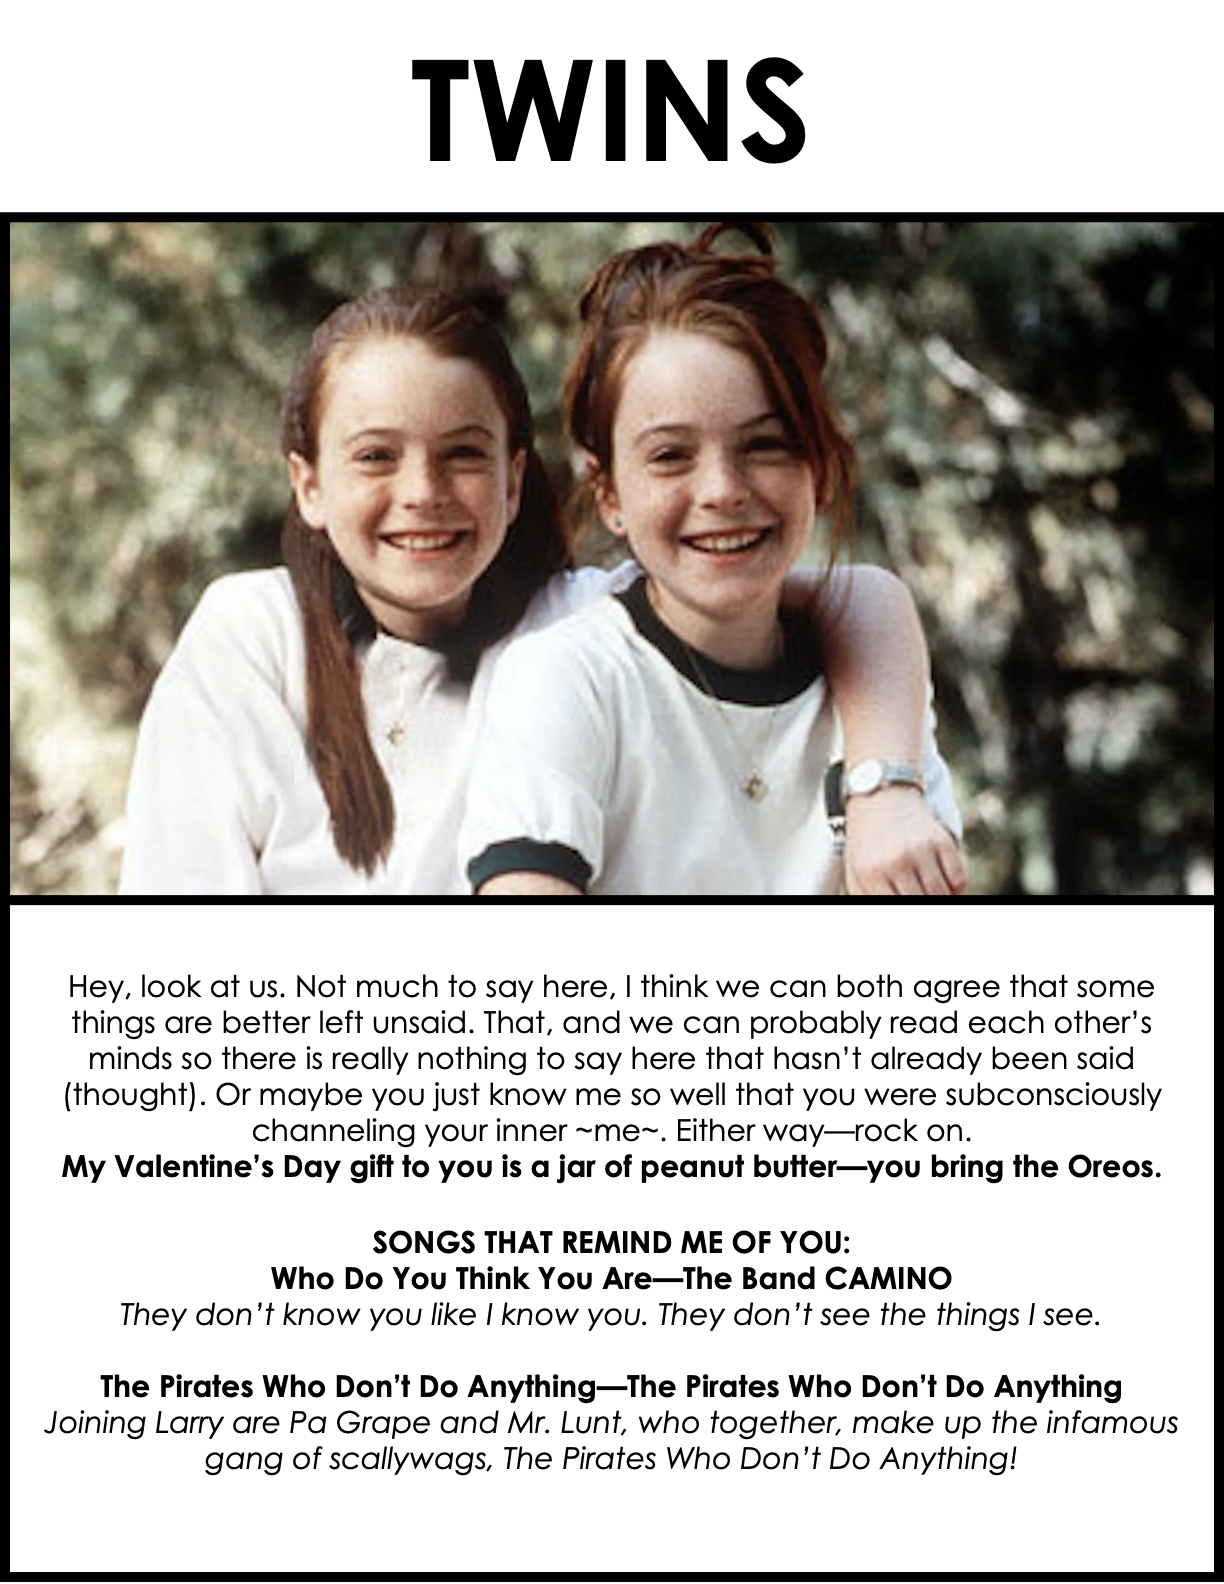 TWINS
Hey, look at us. Not much to say here, I think we can both agree that some
things are better left unsaid. That, and we can probably read each other’s
minds so there is really nothing to say here that hasn’t already been said
(thought). Or maybe you just know me so well that you were subconsciously
channeling your inner ~me~. Either way—rock on.
My Valentine’s Day gift to you is a jar of peanut butter—you bring the Oreos.
SONGS THAT REMIND ME OF YOU:
Who Do You Think You Are—The Band CAMINO
They don’t know you like I know you. They don’t see the things I see.
The Pirates Who Don’t Do Anything—The Pirates Who Don’t Do Anything
Joining Larry are Pa Grape and Mr. Lunt, who together, make up the infamous
gang of scallywags, The Pirates Who Don’t Do Anything!